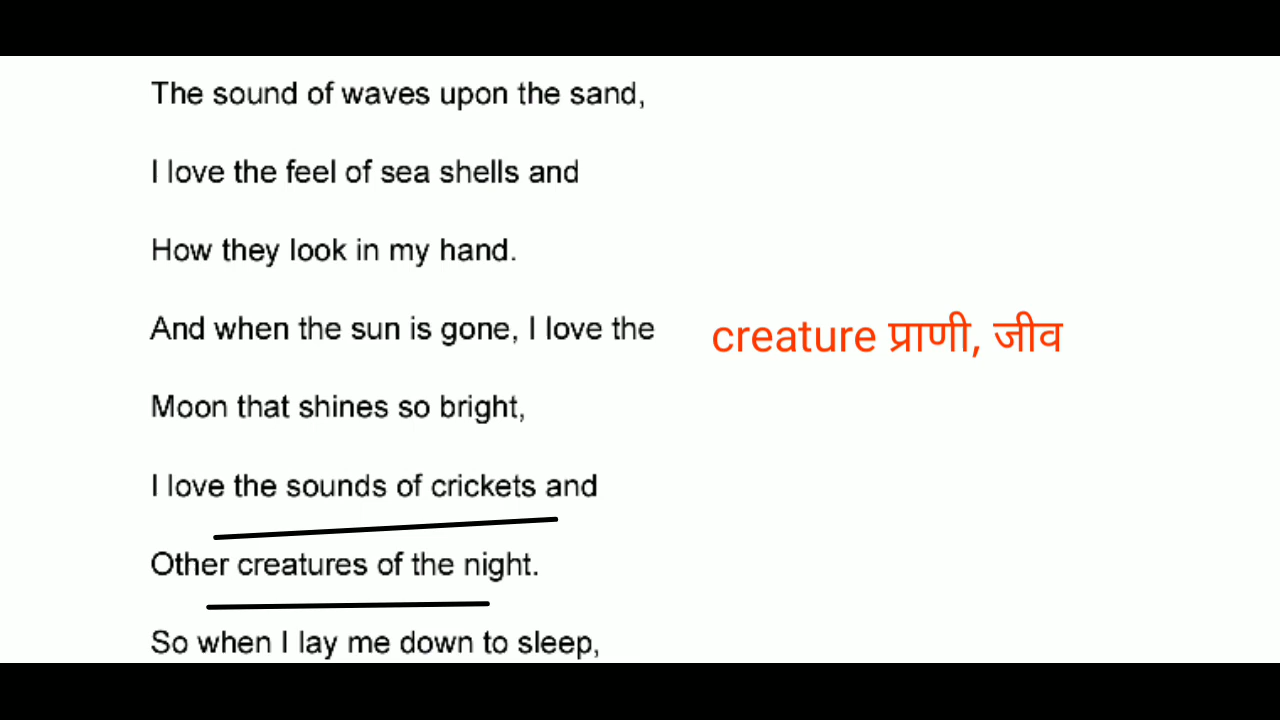 The sound of waves upon the sand,
I love the feel of sea shells and
How they look in my hand.
And when the sun is gone, I love the
creature प्राणी, जीव
Moon that shines so bright,
I love the sounds of crickets and
Other creatures of the night.
So when I lay me down to sleep,